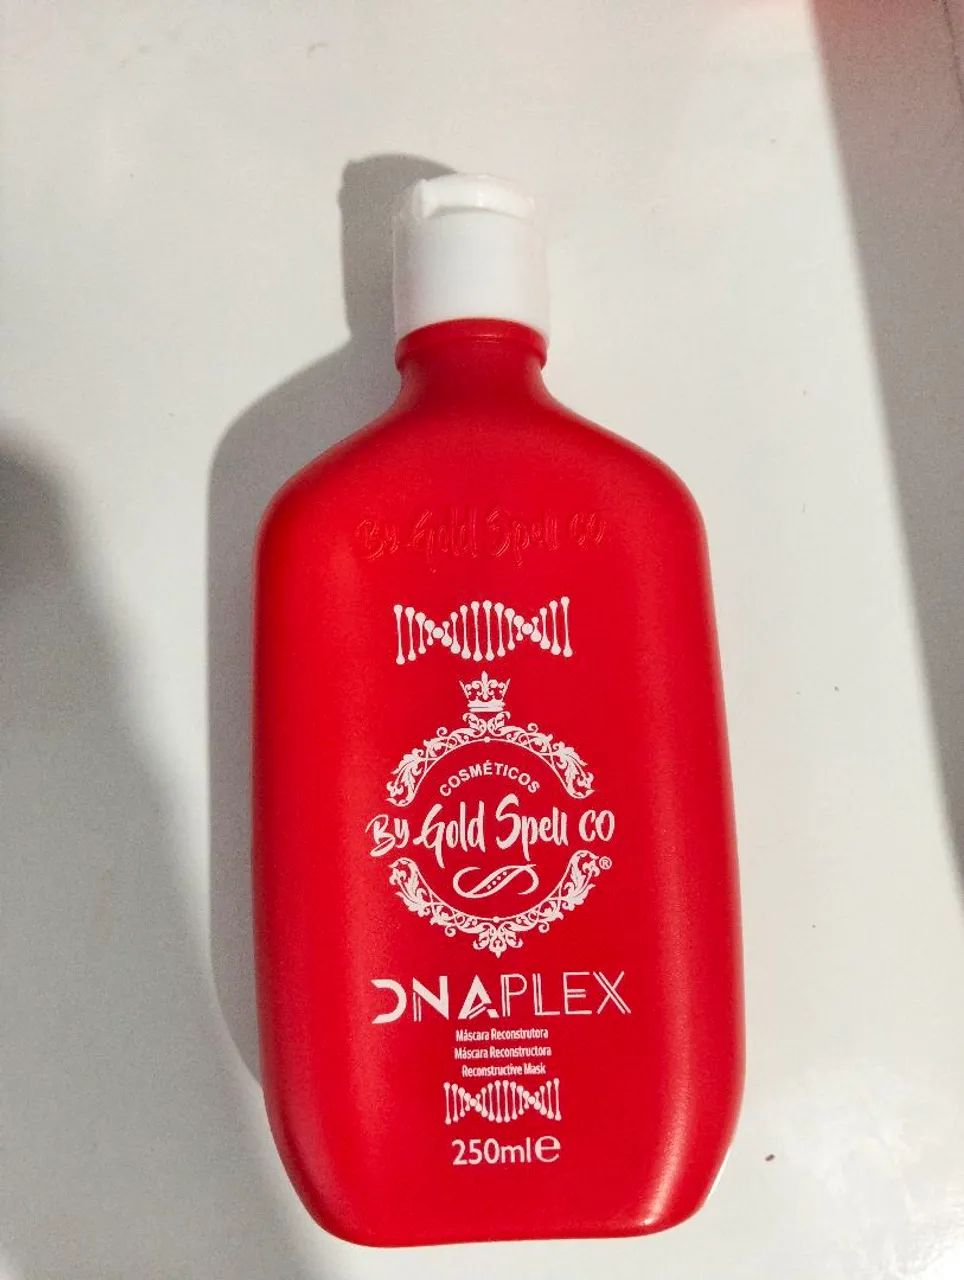 By Gold Spell CO
COSMÉTICOS
By Gold Spell CO
®
DNAPLEX
Máscara Reconstrutora
Máscara Reconstructora
Reconstructive Mask
250ml℮